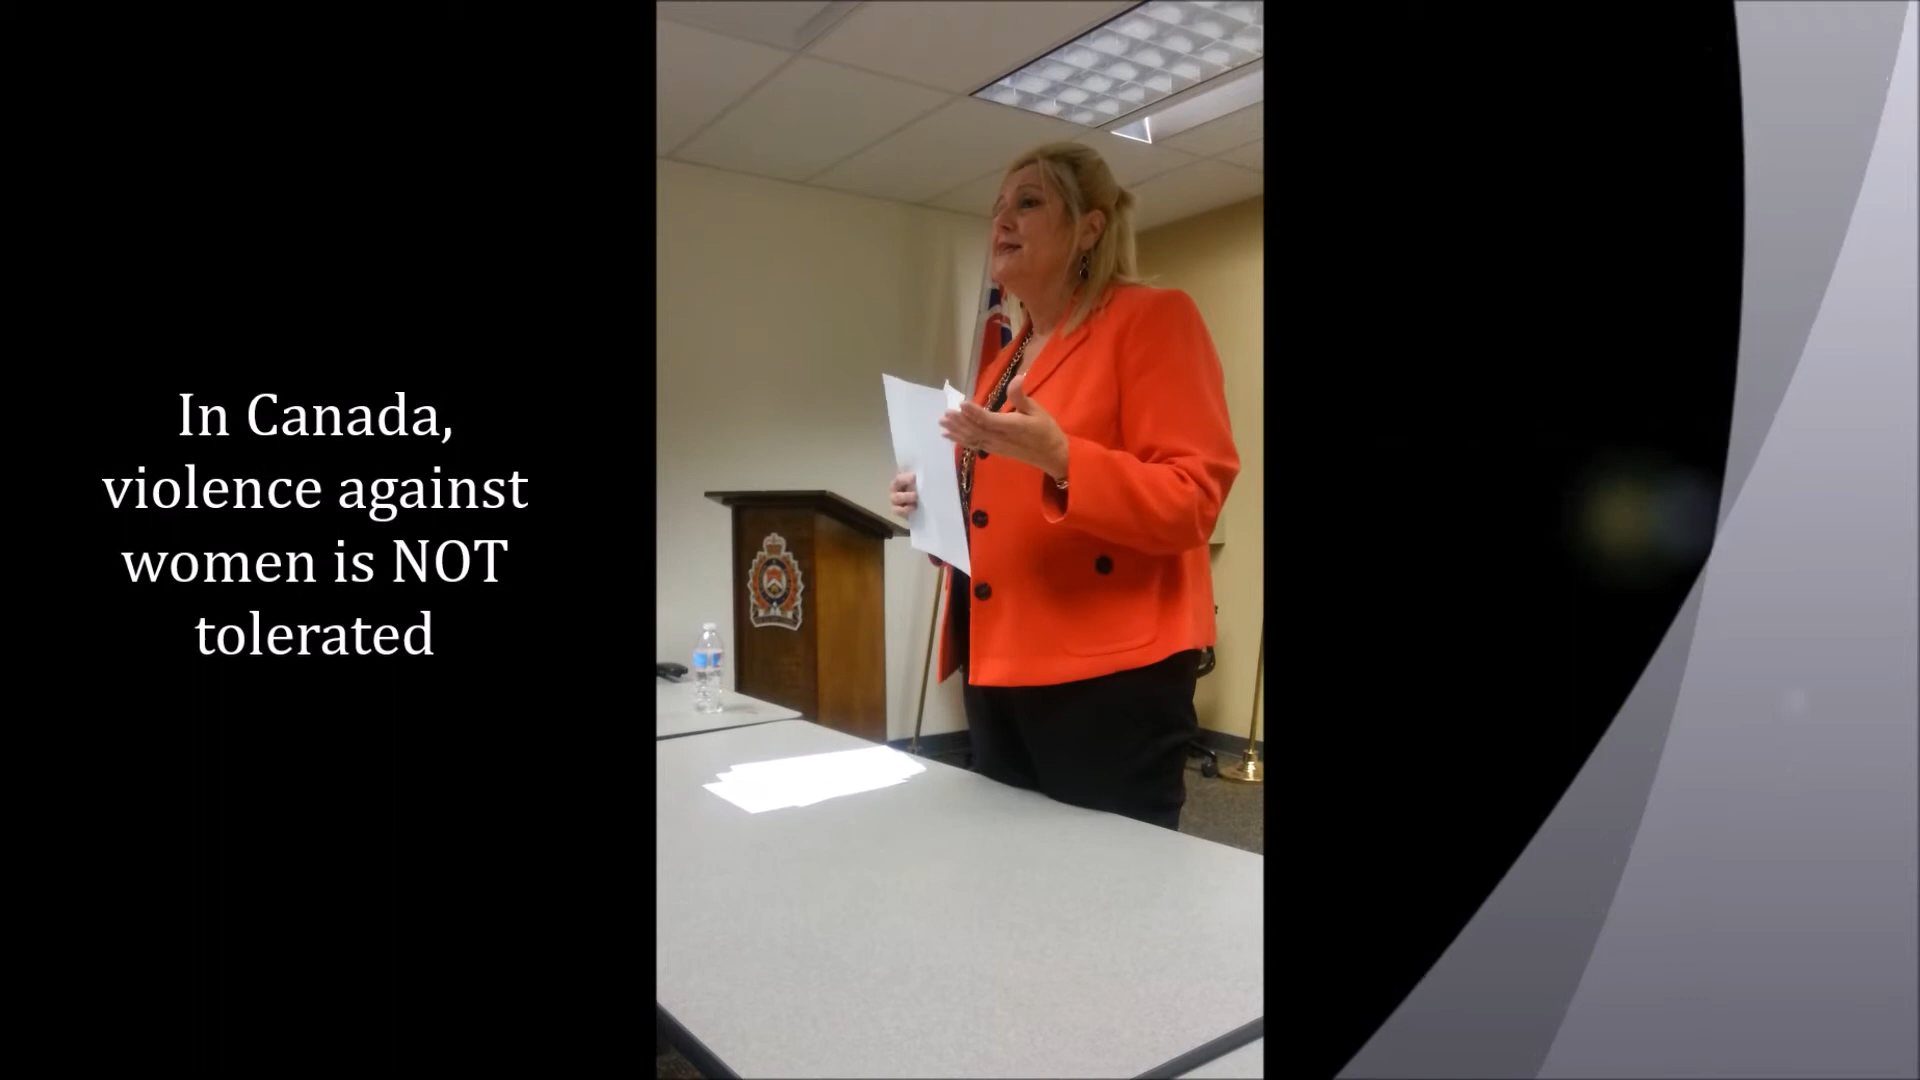 In Canada,
violence against
women is NOT
tolerated